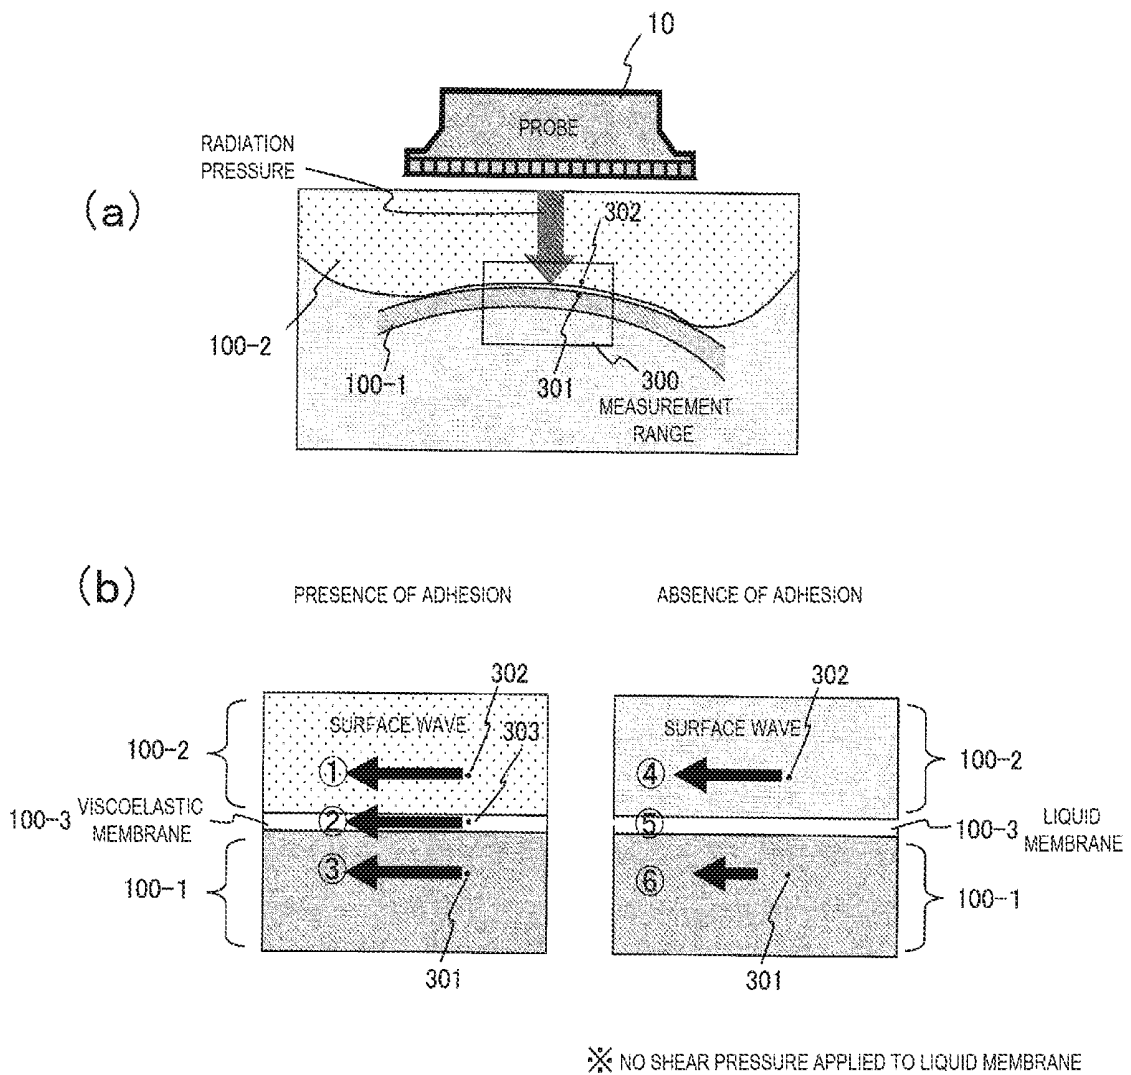 10
PROBE
RADIATION
PRESSURE
(a)
302
100-2
100-1
301
300
MEASUREMENT
RANGE
(b)
PRESENCE OF ADHESION
ABSENCE OF ADHESION
302
302
SURFACE WAVE
303
SURFACE WAVE
100-2
①
④
100-2
100-3 VISCOELASTIC
MEMBRANE
②
⑤
100-3 LIQUID
MEMBRANE
100-1
③
⑥
100-1
301
301
※ NO SHEAR PRESSURE APPLIED TO LIQUID MEMBRANE